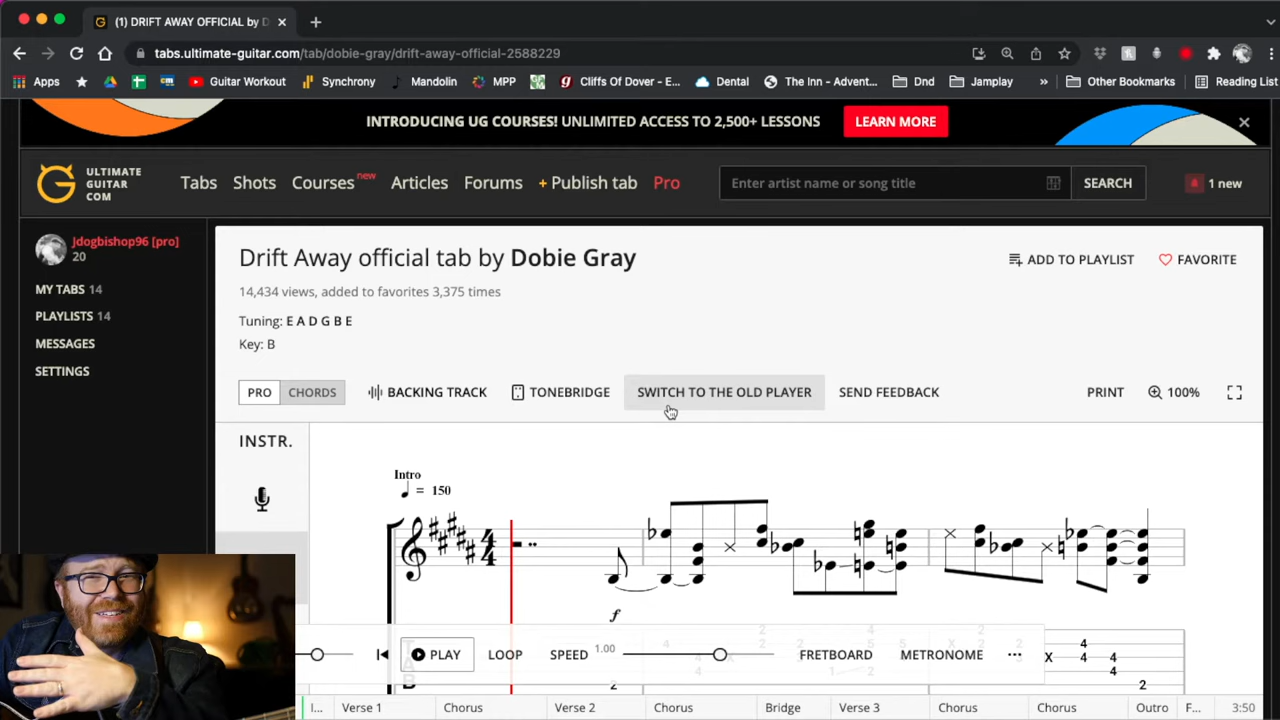 (1) DRIFT AWAY OFFICIAL by D
tabs.ultimate-guitar.com/tab/dobie-gray/drift-away-official-2588229
Apps
Guitar Workout
Synchrony
Mandolin
MPP
Cliffs Of Dover - E...
Dental
The Inn - Advent...
Dnd
Jamplay
»
Other Bookmarks
Reading List
INTRODUCING UG COURSES! UNLIMITED ACCESS TO 2,500+ LESSONS
LEARN MORE
ULTIMATE
GUITAR
COM
Tabs
Shots
Courses new
Articles
Forums
+ Publish tab
Pro
Enter artist name or song title
SEARCH
1 new
Jdogbishop96 [pro]
20
MY TABS 14
PLAYLISTS 14
MESSAGES
SETTINGS
Drift Away official tab by Dobie Gray
ADD TO PLAYLIST
FAVORITE
14,434 views, added to favorites 3,375 times
Tuning: E A D G B E
Key: B
PRO
CHORDS
BACKING TRACK
TONEBRIDGE
SWITCH TO THE OLD PLAYER
SEND FEEDBACK
PRINT
100%
INSTR.
Intro
= 150
f
PLAY
LOOP
SPEED 1.00
FRETBOARD
METRONOME
...
I...
Verse 1
Chorus
Verse 2
Chorus
Bridge
Verse 3
Chorus
Chorus
Outro
F...
3:50